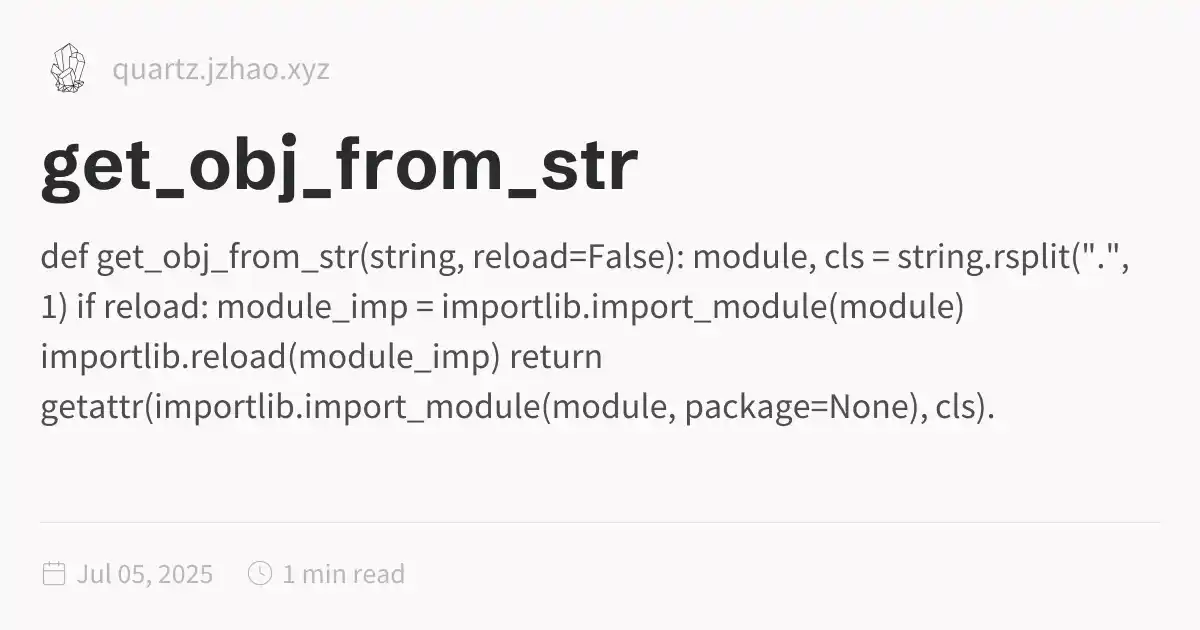 quartz.jzhao.xyz
get_obj_from_str
def get_obj_from_str(string, reload=False): module, cls = string.rsplit(".",
1) if reload: module_imp = importlib.import_module(module)
importlib.reload(module_imp) return
getattr(importlib.import_module(module, package=None), cls).
Jul 05, 2025 1 min read